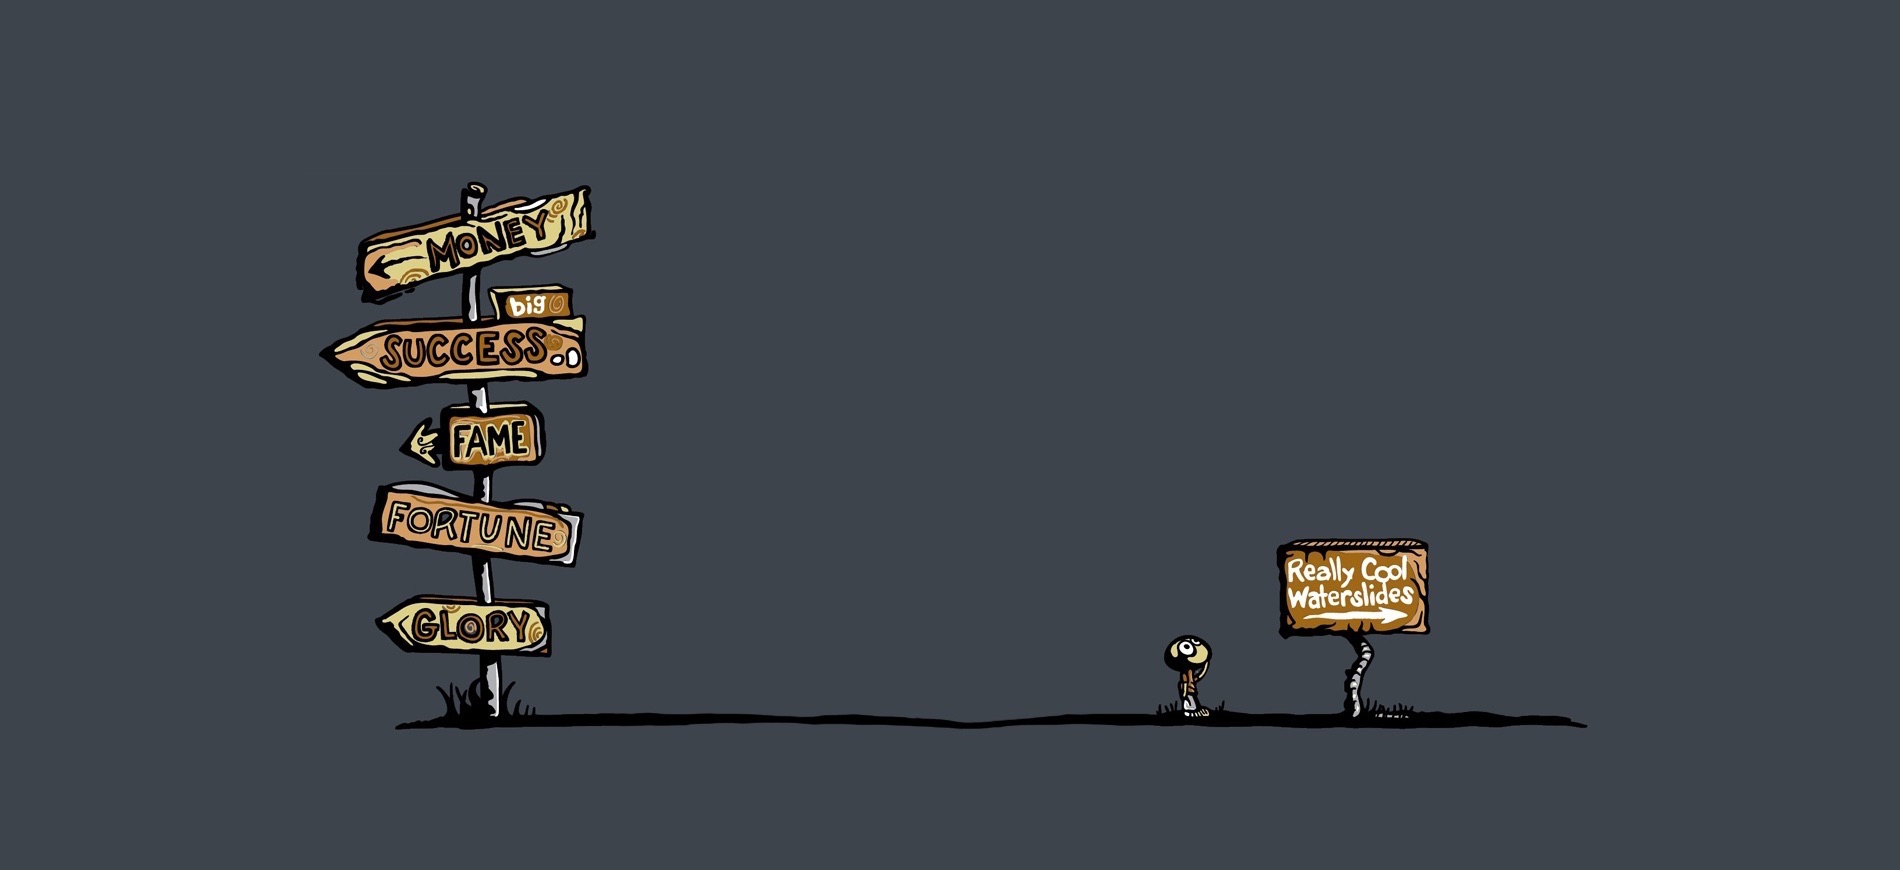 MONEY
big
SUCCESS
FAME
FORTUNE
GLORY
Really Cool
Waterslides